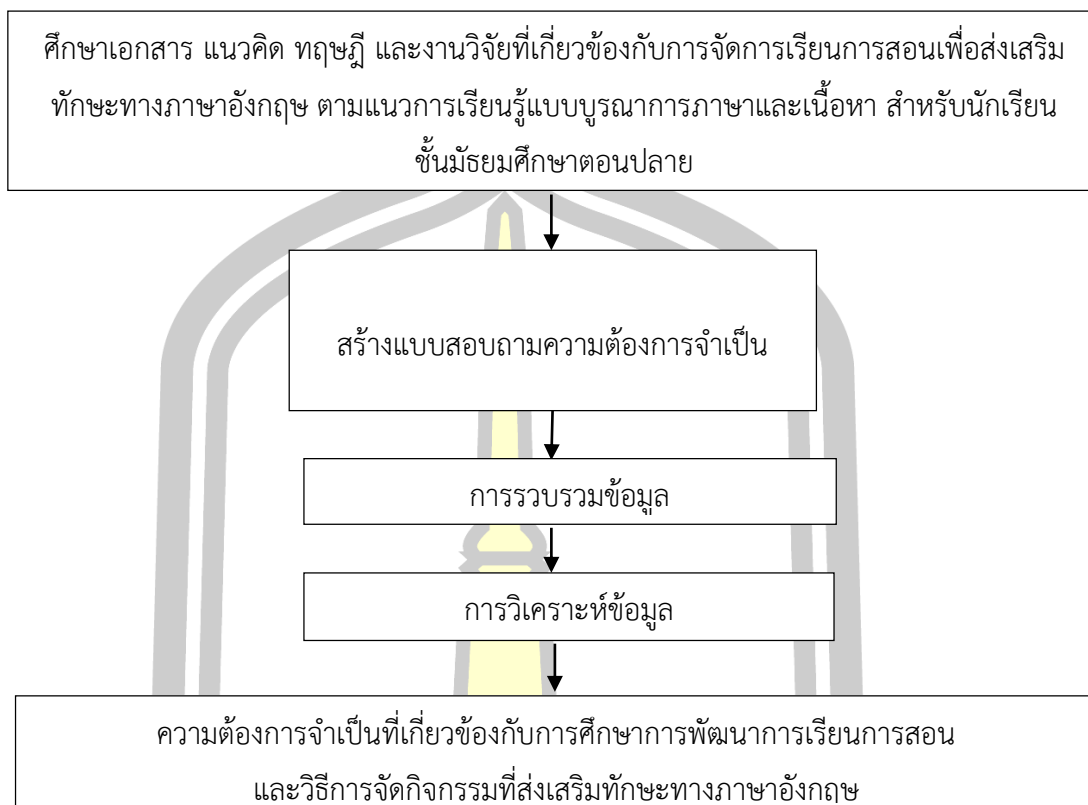 ศึกษาเอกสาร แนวคิด ทฤษฎี และงานวิจัยที่เกี่ยวข้องกับการจัดการเรียนการสอนเพื่อส่งเสริม
ทักษะทางภาษาอังกฤษ ตามแนวการเรียนรู้แบบบูรณาการภาษาและเนื้อหา สำหรับนักเรียน
ชั้นมัธยมศึกษาตอนปลาย
สร้างแบบสอบถามความต้องการจำเป็น
การรวบรวมข้อมูล
การวิเคราะห์ข้อมูล
ความต้องการจำเป็นที่เกี่ยวข้องกับการศึกษาการพัฒนาการเรียนการสอน
และวิธีการจัดกิจกรรมที่ส่งเสริมทักษะทางภาษาอังกฤษ